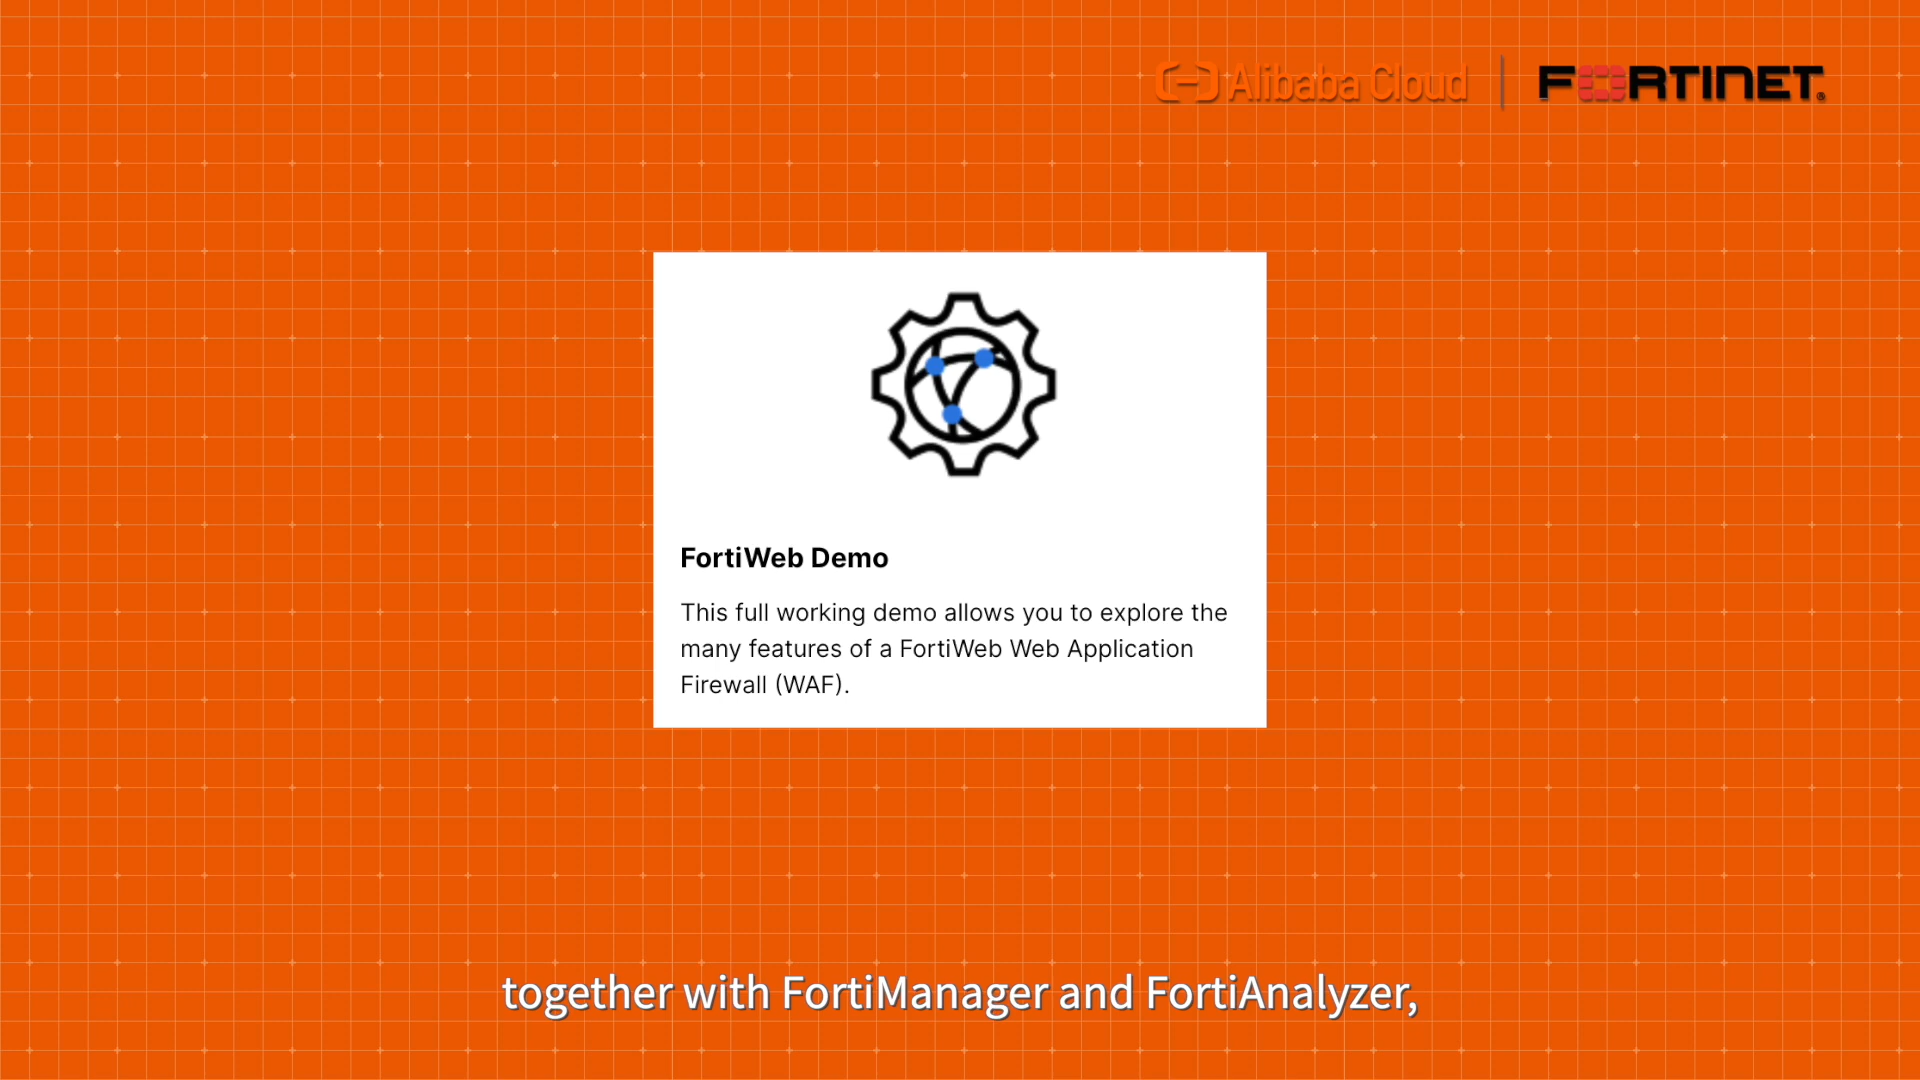 Alibaba Cloud | FORTINET®
FortiWeb Demo
This full working demo allows you to explore the
many features of a FortiWeb Web Application
Firewall (WAF).
together with FortiManager and FortiAnalyzer,